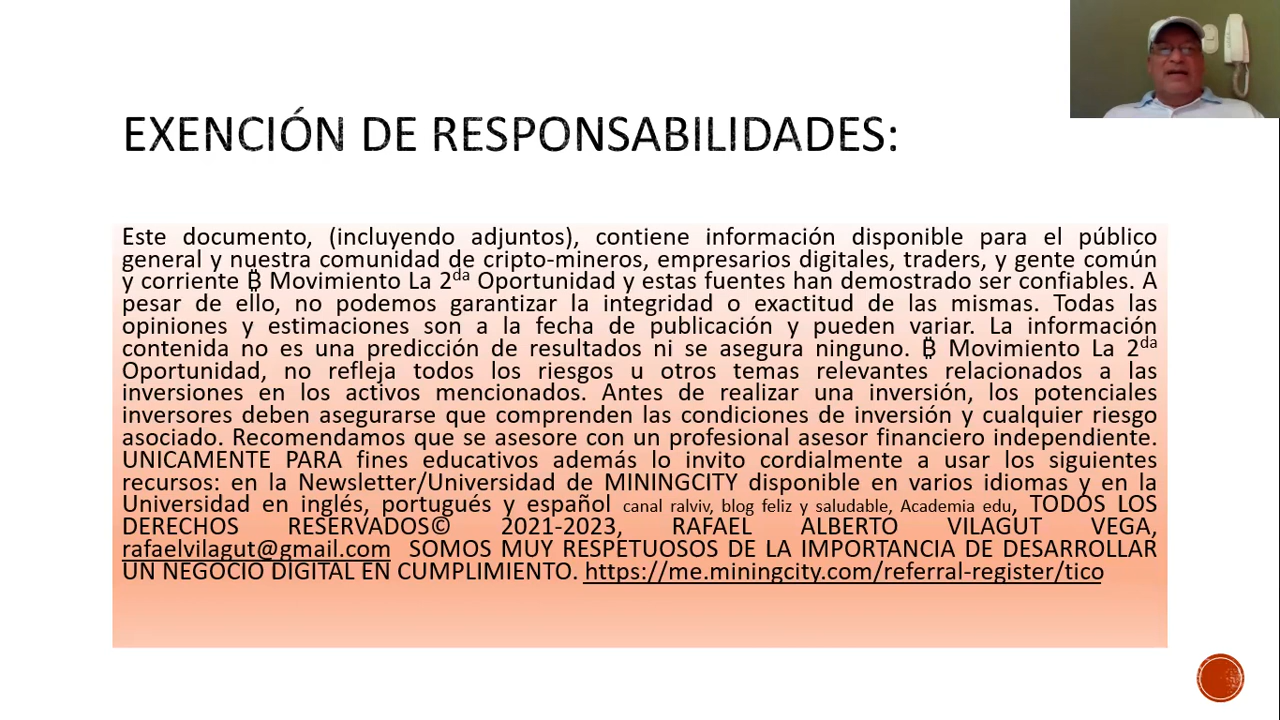 EXENCIÓN DE RESPONSABILIDADES:
Este documento, (incluyendo adjuntos), contiene información disponible para el público
general y nuestra comunidad de cripto-mineros, empresarios digitales, traders, y gente común
y corriente ₿ Movimiento La 2da Oportunidad y estas fuentes han demostrado ser confiables. A
pesar de ello, no podemos garantizar la integridad o exactitud de las mismas. Todas las
opiniones y estimaciones son a la fecha de publicación y pueden variar. La información
contenida no es una predicción de resultados ni se asegura ninguno. ₿ Movimiento La 2da
Oportunidad, no refleja todos los riesgos u otros temas relevantes relacionados a las
inversiones en los activos mencionados. Antes de realizar una inversión, los potenciales
inversores deben asegurarse que comprenden las condiciones de inversión y cualquier riesgo
asociado. Recomendamos que se asesore con un profesional asesor financiero independiente.
UNICAMENTE PARA fines educativos además lo invito cordialmente a usar los siguientes
recursos: en la Newsletter/Universidad de MININGCITY disponible en varios idiomas y en la
Universidad en inglés, portugués y español canal ralviv, blog feliz y saludable, Academia edu, TODOS LOS
DERECHOS RESERVADOS© 2021-2023, RAFAEL ALBERTO VILAGUT VEGA,
rafaelvilagut@gmail.com SOMOS MUY RESPETUOSOS DE LA IMPORTANCIA DE DESARROLLAR
UN NEGOCIO DIGITAL EN CUMPLIMIENTO. https://me.miningcity.com/referral-register/tico